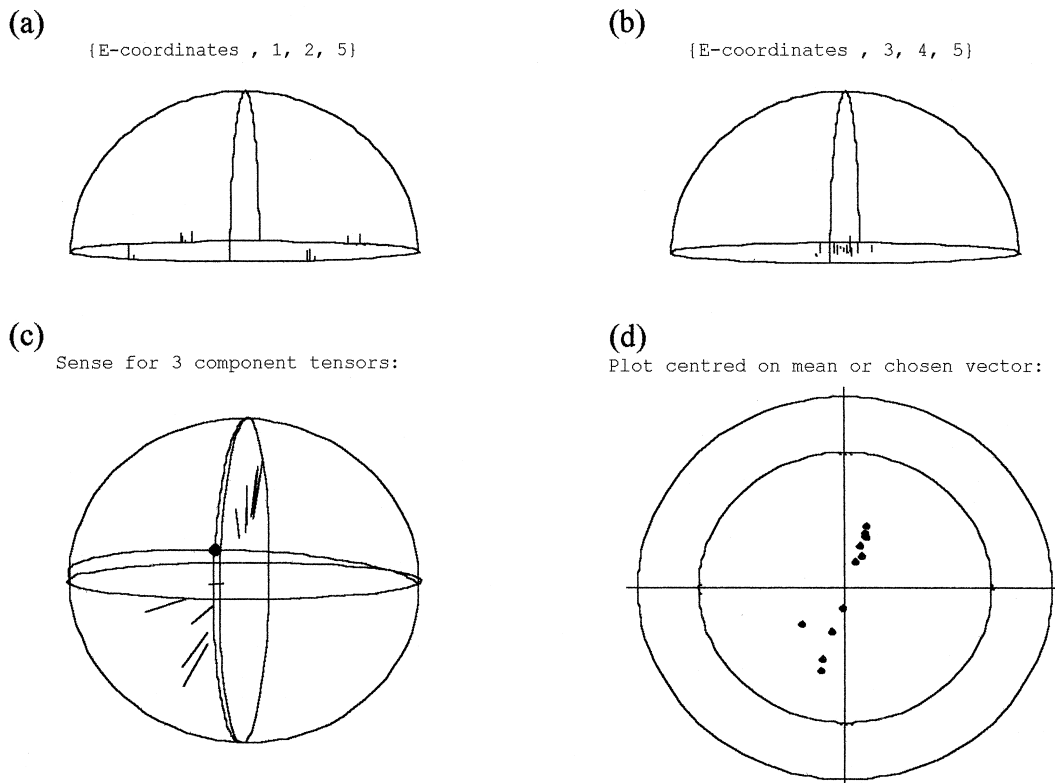 (a)
{E-coordinates , 1, 2, 5}
(b)
{E-coordinates , 3, 4, 5}
(c)
Sense for 3 component tensors:
(d)
Plot centred on mean or chosen vector: